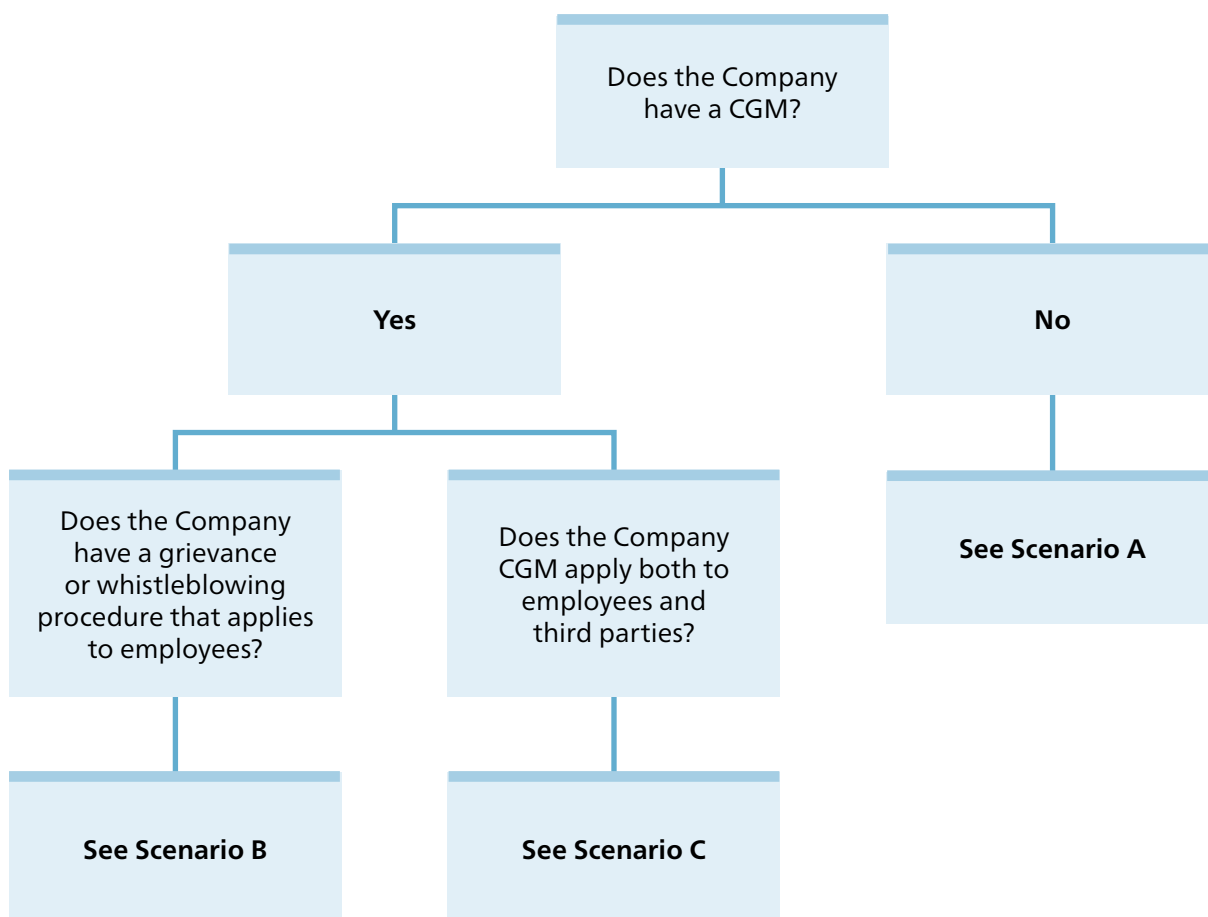 Does the Company
have a CGM?
Yes
No
Does the Company
have a grievance
or whistleblowing
procedure that applies
to employees?
Does the Company
CGM apply both to
employees and
third parties?
See Scenario A
See Scenario B
See Scenario C